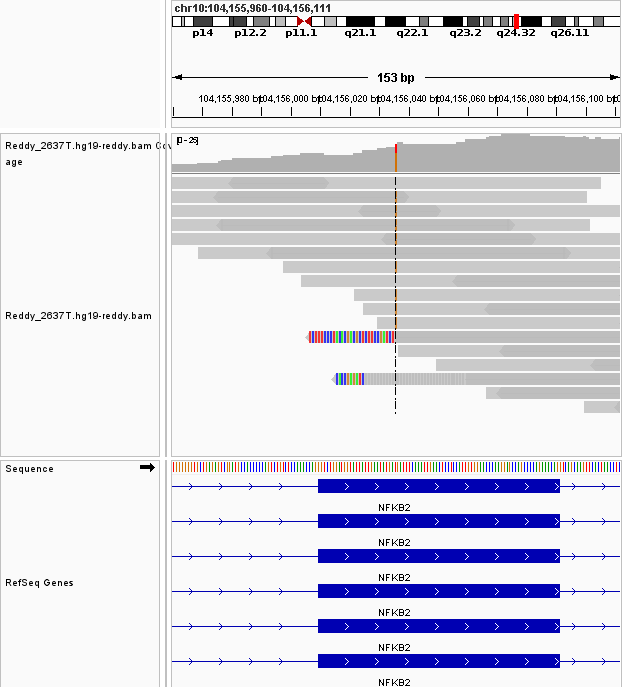 chr10:104,155,960-104,156,111
p14 p12.2 p11.1 q21.1 q22.1 q23.2 q24.32 q26.11
153 bp
104,155,980 bp 104,156,000 bp 104,156,020 bp 104,156,040 bp 104,156,060 bp 104,156,080 bp 104,156,100 bp
[0 - 25]
Reddy_2637T.hg19-reddy.bam Cov
age
Reddy_2637T.hg19-reddy.bam
Sequence
NFKB2
NFKB2
NFKB2
RefSeq Genes
NFKB2
NFKB2
NFKB2